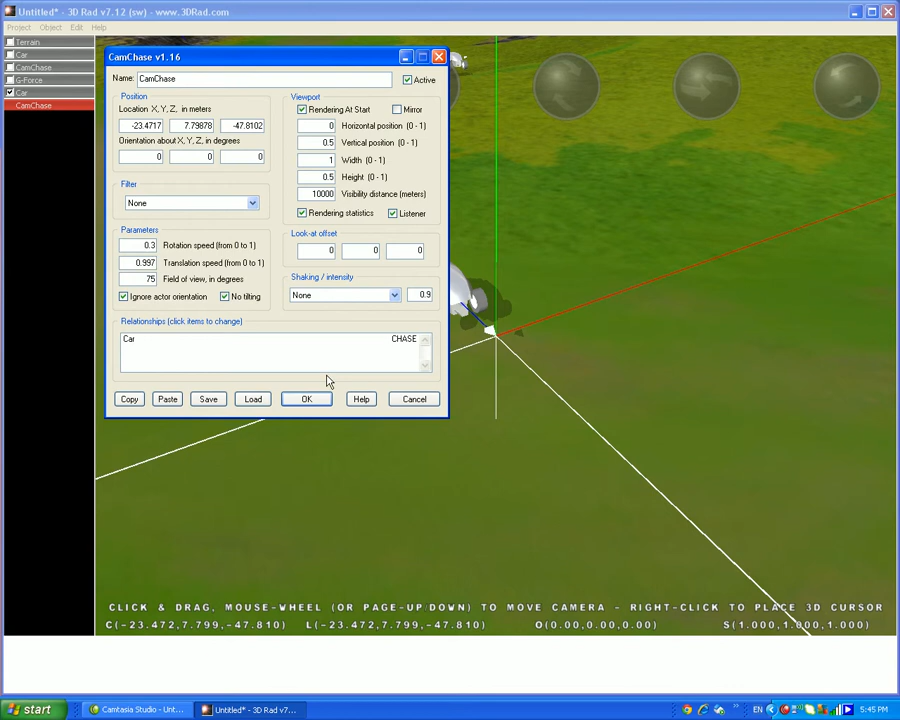 Untitled* - 3D Rad v7.12 (sw) - www.3DRad.com
Project Object Edit Help
Terrain
Car
CamChase
G-Force
Car
CamChase
CamChase v1.16
Name: CamChase Active
Position
Location X, Y, Z, in meters
-23.4717 7.79878 -47.8102
Orientation about X, Y, Z, in degrees
0 0 0
Filter
None
Parameters
0.3 Rotation speed (from 0 to 1)
0.997 Translation speed (from 0 to 1)
75 Field of view, in degrees
Ignore actor orientation No tilting
Viewport
Rendering At Start Mirror
0 Horizontal position (0 - 1)
0.5 Vertical position (0 - 1)
1 Width (0 - 1)
0.5 Height (0 - 1)
10000 Visibility distance (meters)
Rendering statistics Listener
Look-at offset
0 0 0
Shaking / intensity
None 0.9
Relationships (click items to change)
Car CHASE
Copy Paste Save Load OK Help Cancel
CLICK & DRAG, MOUSE-WHEEL (OR PAGE-UP/DOWN) TO MOVE CAMERA - RIGHT-CLICK TO PLACE 3D CURSOR
C(-23.472,7.799,-47.810) L(-23.472,7.799,-47.810) O(0.00,0.00,0.00) S(1.000,1.000,1.000)
start Camtasia Studio - Unt... Untitled* - 3D Rad v7... EN 5:45 PM